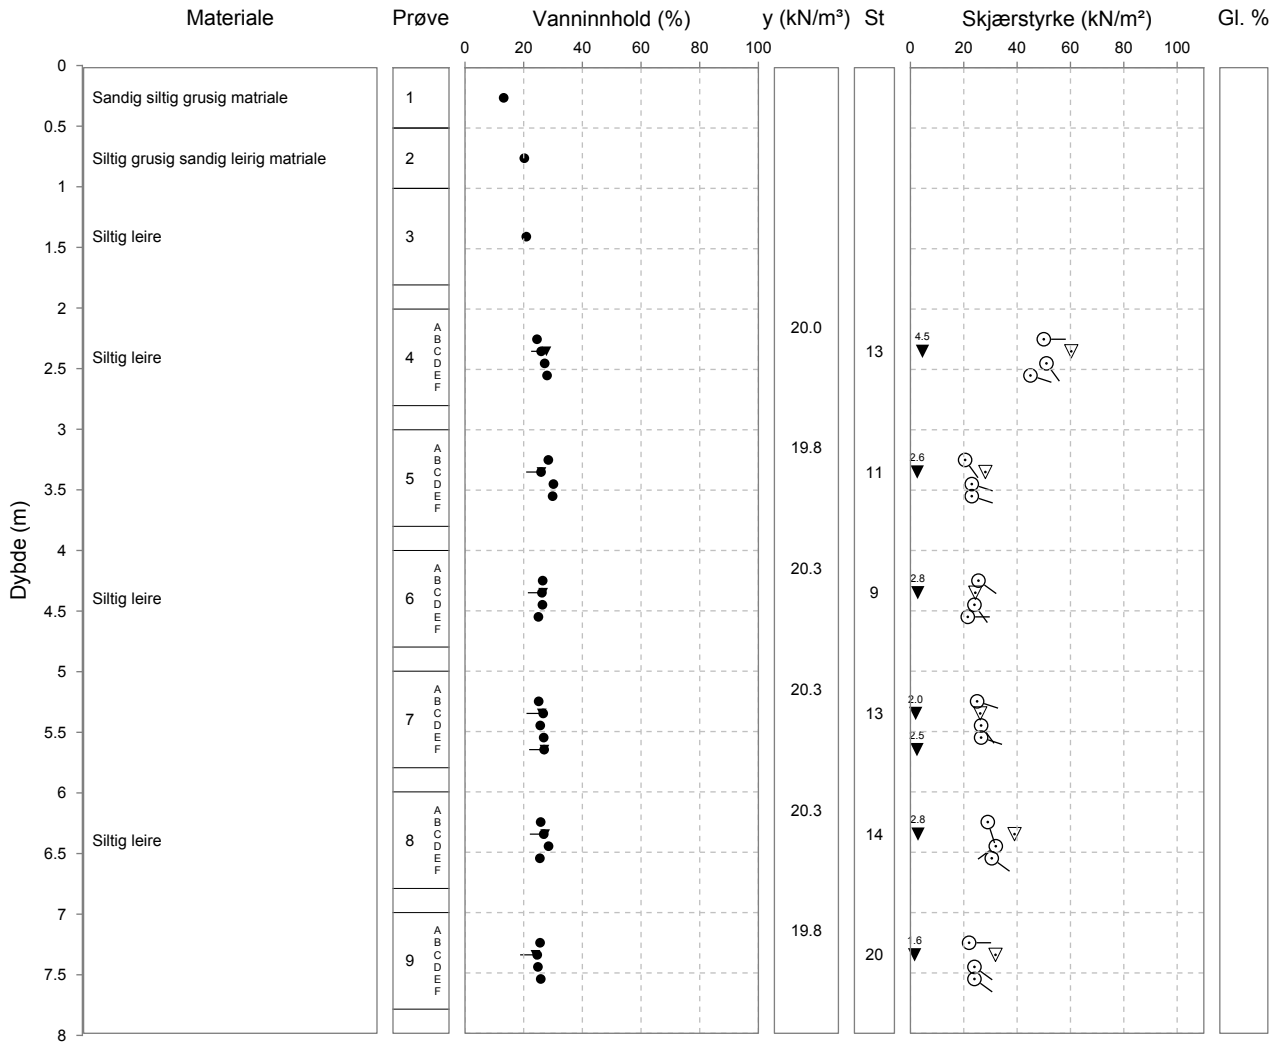 Materiale Prøve Vanninnhold (%) y (kN/m³) St Skjærstyrke (kN/m²) Gl. %
0 20 40 60 80 100 0 20 40 60 80 100
0
Sandig siltig grusig matriale 1
0.5
Siltig grusig sandig leirig matriale 2
1
Siltig leire 3
1.5
2
A
20.0
B
4.5
Siltig leire 4 C 13
D
2.5
E
F
3
A
19.8
B
2.6
5 C 11
D
3.5
E
F
Dybde (m)
4
A
20.3
B
2.8
Siltig leire 6 C 9
D
4.5
E
F
5
A
20.3
B
2.0
7 C 13
D
5.5
E
2.5
F
6
A
20.3
B
2.8
Siltig leire 8 C 14
D
6.5
E
F
7
A
19.8
B
1.6
9 C 20
D
7.5
E
F
8